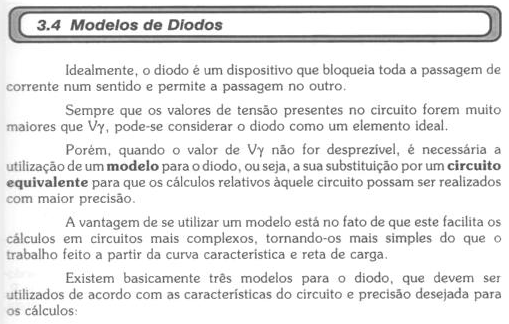 3.4 Modelos de Diodos
Idealmente, o diodo é um dispositivo que bloqueia toda a passagem de
corrente num sentido e permite a passagem no outro.
Sempre que os valores de tensão presentes no circuito forem muito
maiores que Vγ, pode-se considerar o diodo como um elemento ideal.
Porém, quando o valor de Vγ não for desprezível, é necessária a
utilização de um modelo para o diodo, ou seja, a sua substituição por um circuito
equivalente para que os cálculos relativos àquele circuito possam ser realizados
com maior precisão.
A vantagem de se utilizar um modelo está no fato de que este facilita os
cálculos em circuitos mais complexos, tornando-os mais simples do que o
trabalho feito a partir da curva característica e reta de carga.
Existem basicamente três modelos para o diodo, que devem ser
utilizados de acordo com as características do circuito e precisão desejada para
os cálculos: